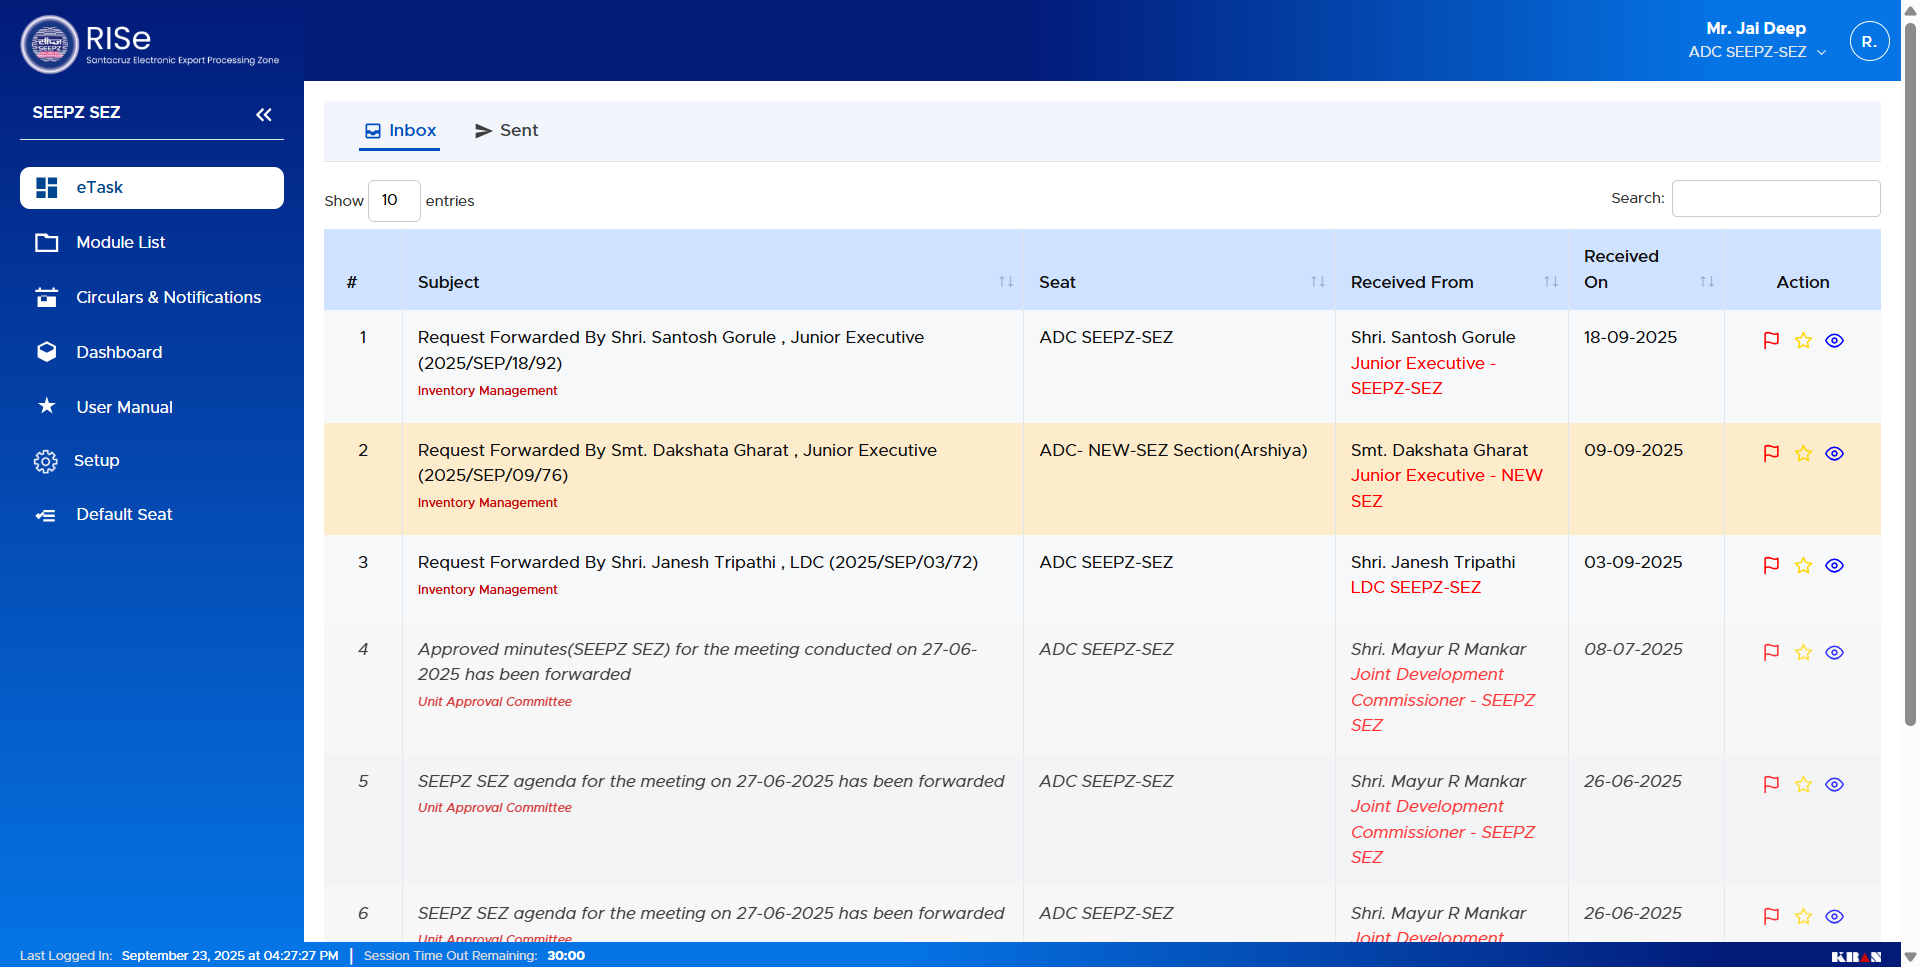 RISe
Santacruz Electronic Export Processing Zone
सीप्ज़
SEEPZ
Mr. Jai Deep
ADC SEEPZ-SEZ
R.
SEEPZ SEZ
eTask
Module List
Circulars & Notifications
Dashboard
User Manual
Setup
Default Seat
Inbox
Sent
Show 10 entries
Search:
# Subject Seat Received From Received On Action
1 Request Forwarded By Shri. Santosh Gorule , Junior Executive ADC SEEPZ-SEZ Shri. Santosh Gorule 18-09-2025
(2025/SEP/18/92) Junior Executive -
Inventory Management SEEPZ-SEZ
2 Request Forwarded By Smt. Dakshata Gharat , Junior Executive ADC- NEW-SEZ Section(Arshiya) Smt. Dakshata Gharat 09-09-2025
(2025/SEP/09/76) Junior Executive - NEW
Inventory Management SEZ
3 Request Forwarded By Shri. Janesh Tripathi , LDC (2025/SEP/03/72) ADC SEEPZ-SEZ Shri. Janesh Tripathi 03-09-2025
Inventory Management LDC SEEPZ-SEZ
4 Approved minutes(SEEPZ SEZ) for the meeting conducted on 27-06- ADC SEEPZ-SEZ Shri. Mayur R Mankar 08-07-2025
2025 has been forwarded Joint Development
Unit Approval Committee Commissioner - SEEPZ
SEZ
5 SEEPZ SEZ agenda for the meeting on 27-06-2025 has been forwarded ADC SEEPZ-SEZ Shri. Mayur R Mankar 26-06-2025
Unit Approval Committee Joint Development
Commissioner - SEEPZ
SEZ
6 SEEPZ SEZ agenda for the meeting on 27-06-2025 has been forwarded ADC SEEPZ-SEZ Shri. Mayur R Mankar 26-06-2025
Unit Approval Committee Joint Development
Last Logged In: September 23, 2025 at 04:27:27 PM | Session Time Out Remaining: 30:00
KRAN